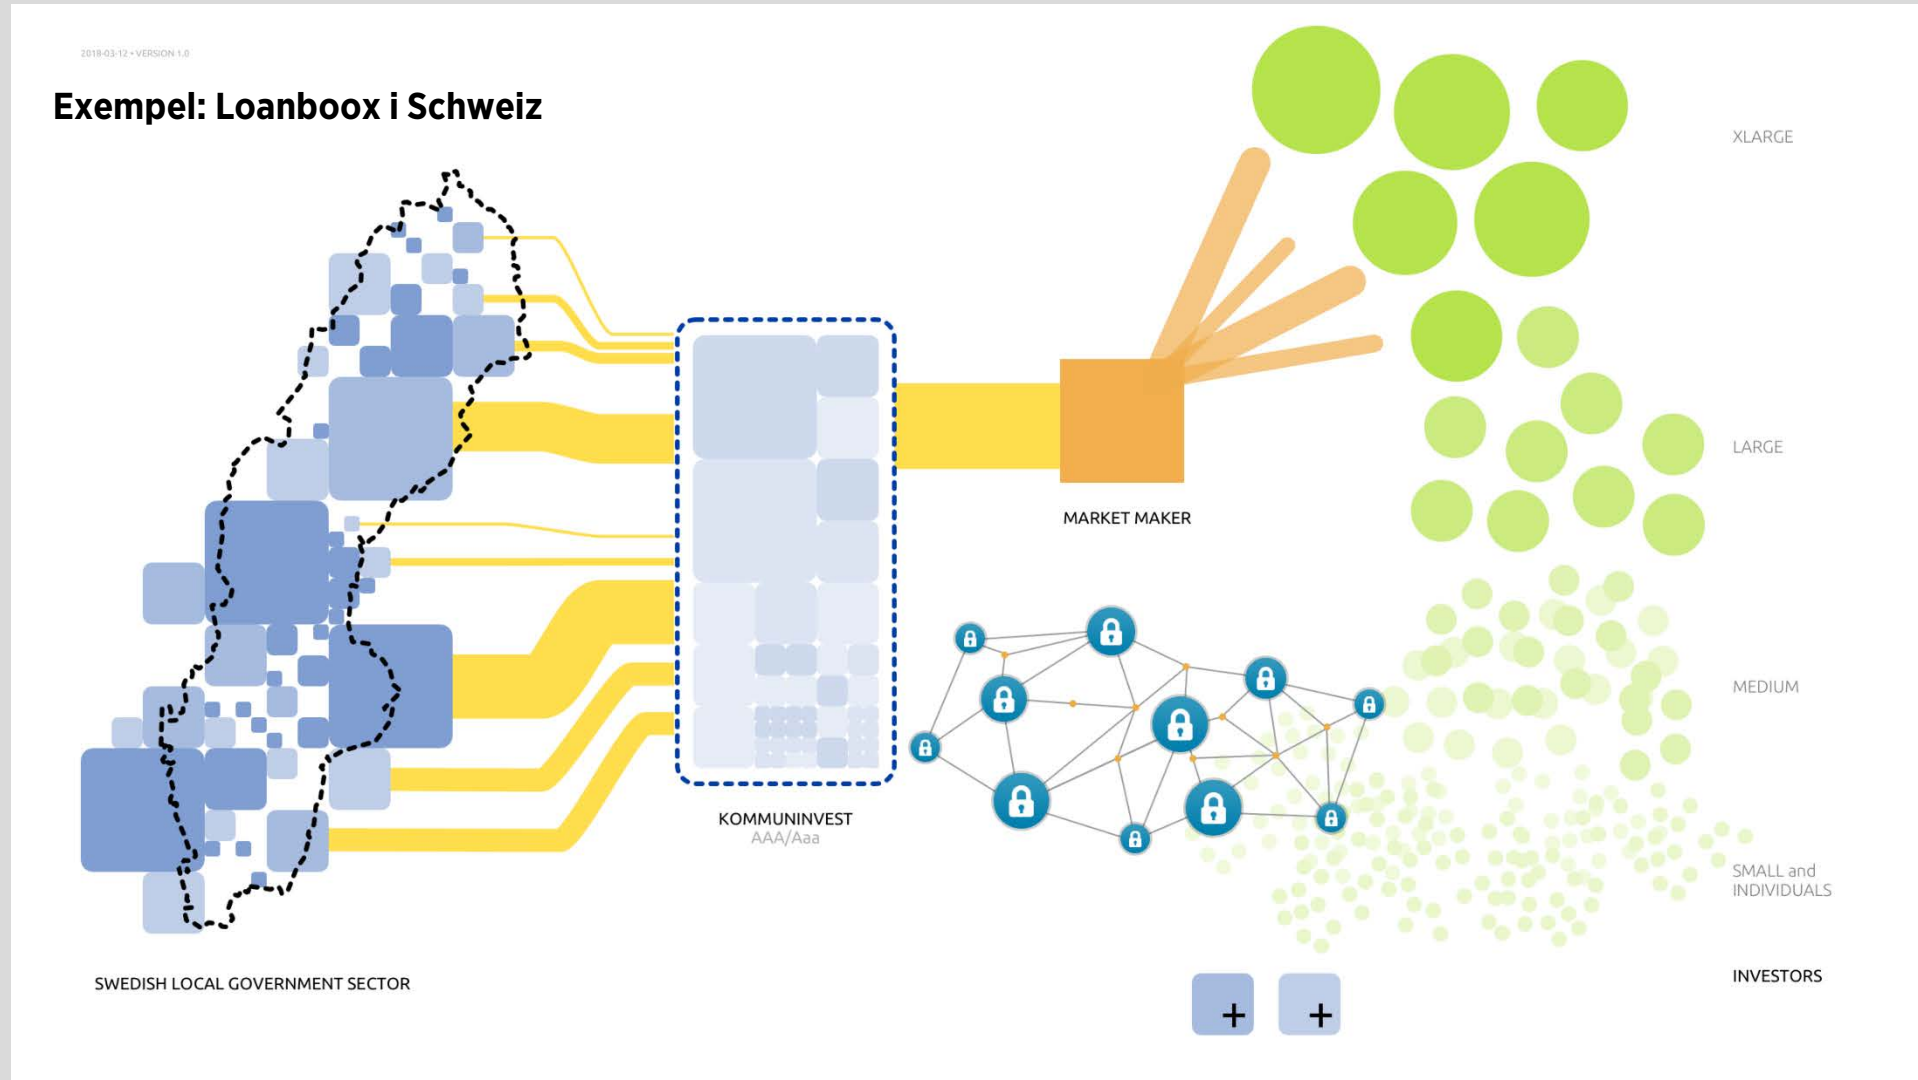 2018-03-12 • VERSION 1.0
Exempel: Loanboox i Schweiz
XLARGE
LARGE
MARKET MAKER
MEDIUM
KOMMUNINVEST
AAA/Aaa
SMALL and
INDIVIDUALS
SWEDISH LOCAL GOVERNMENT SECTOR
INVESTORS
+ +